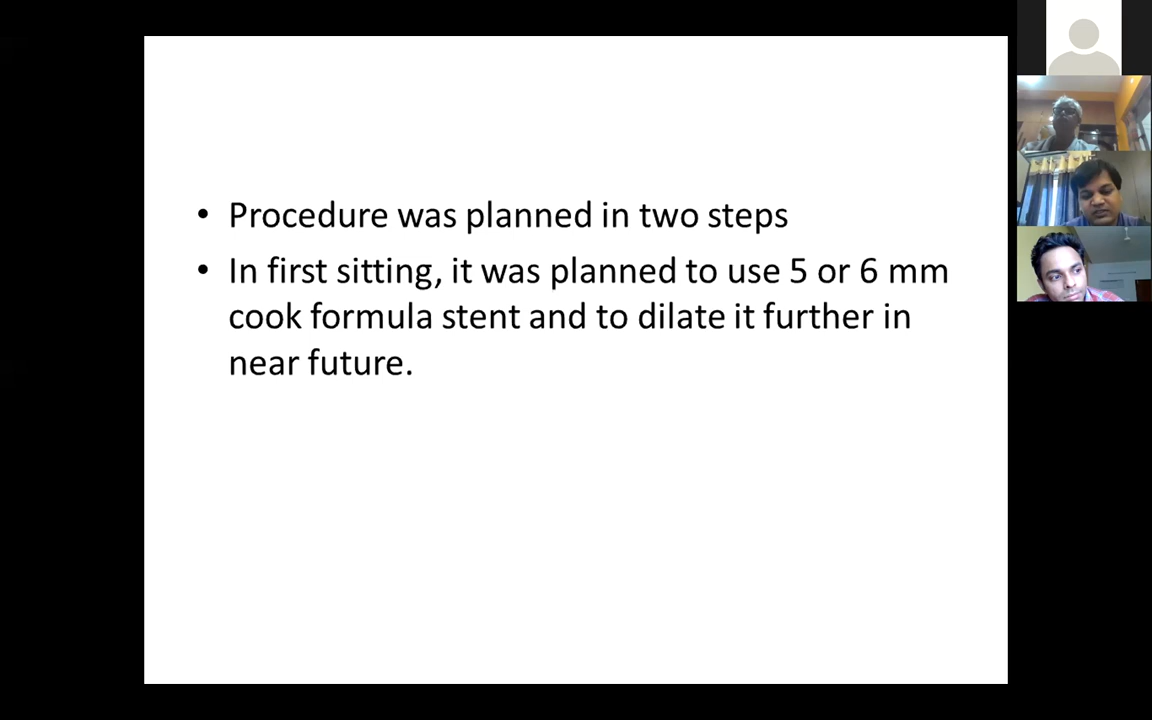 • Procedure was planned in two steps
• In first sitting, it was planned to use 5 or 6 mm
cook formula stent and to dilate it further in
near future.